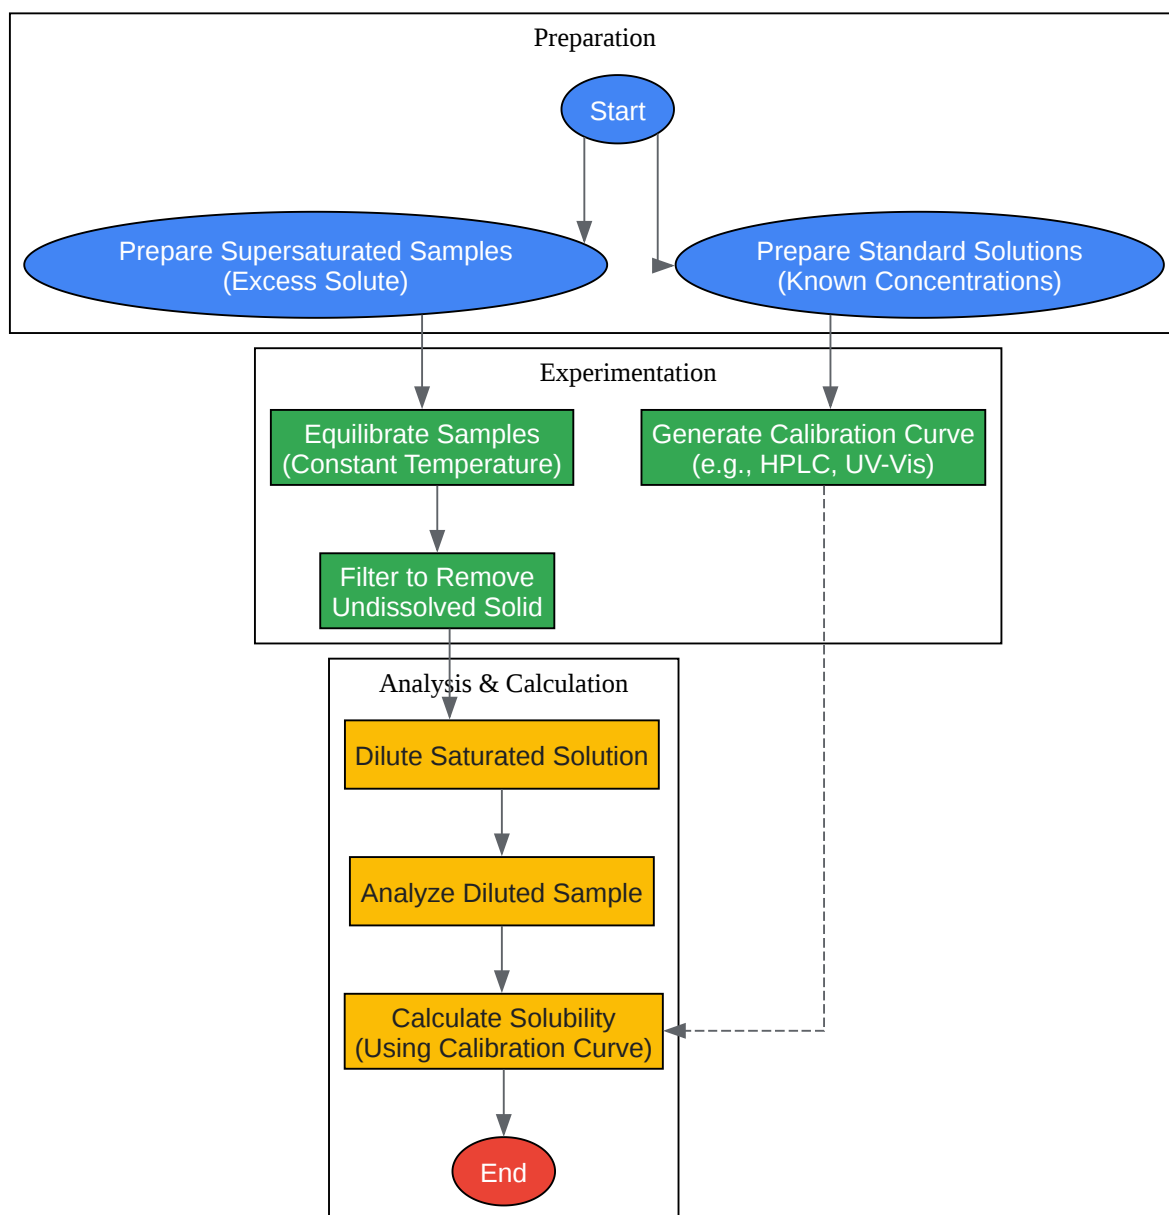 Preparation
Start
Prepare Supersaturated Samples
(Excess Solute)
Prepare Standard Solutions
(Known Concentrations)
Experimentation
Equilibrate Samples
(Constant Temperature)
Generate Calibration Curve
(e.g., HPLC, UV-Vis)
Filter to Remove
Undissolved Solid
Analysis & Calculation
Dilute Saturated Solution
Analyze Diluted Sample
Calculate Solubility
(Using Calibration Curve)
End